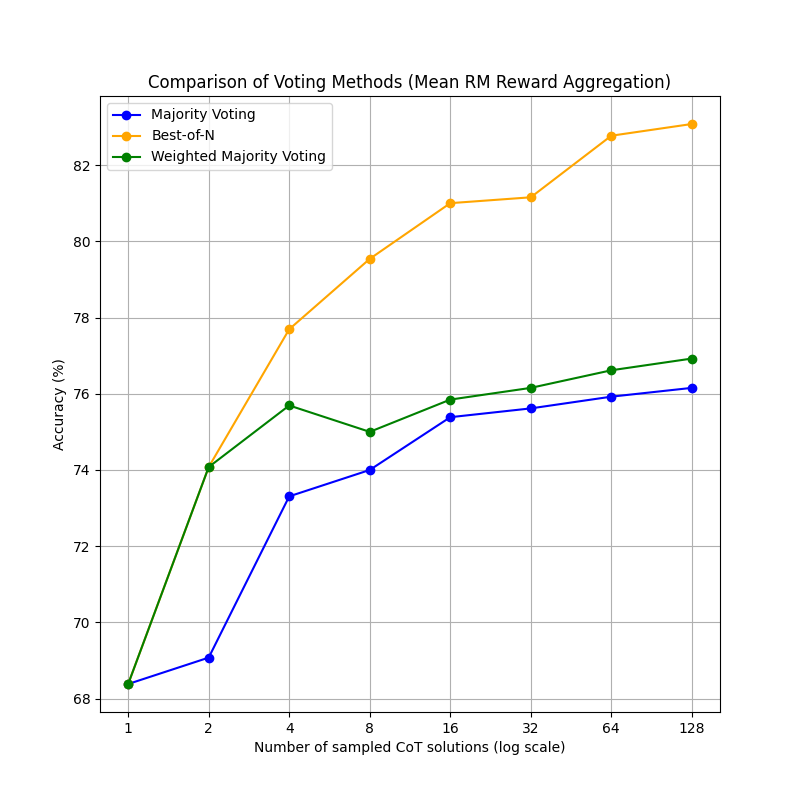 Comparison of Voting Methods (Mean RM Reward Aggregation)
Majority Voting
Best-of-N
Weighted Majority Voting
82
80
78
76
74
72
70
68
Accuracy (%)
1 2 4 8 16 32 64 128
Number of sampled CoT solutions (log scale)